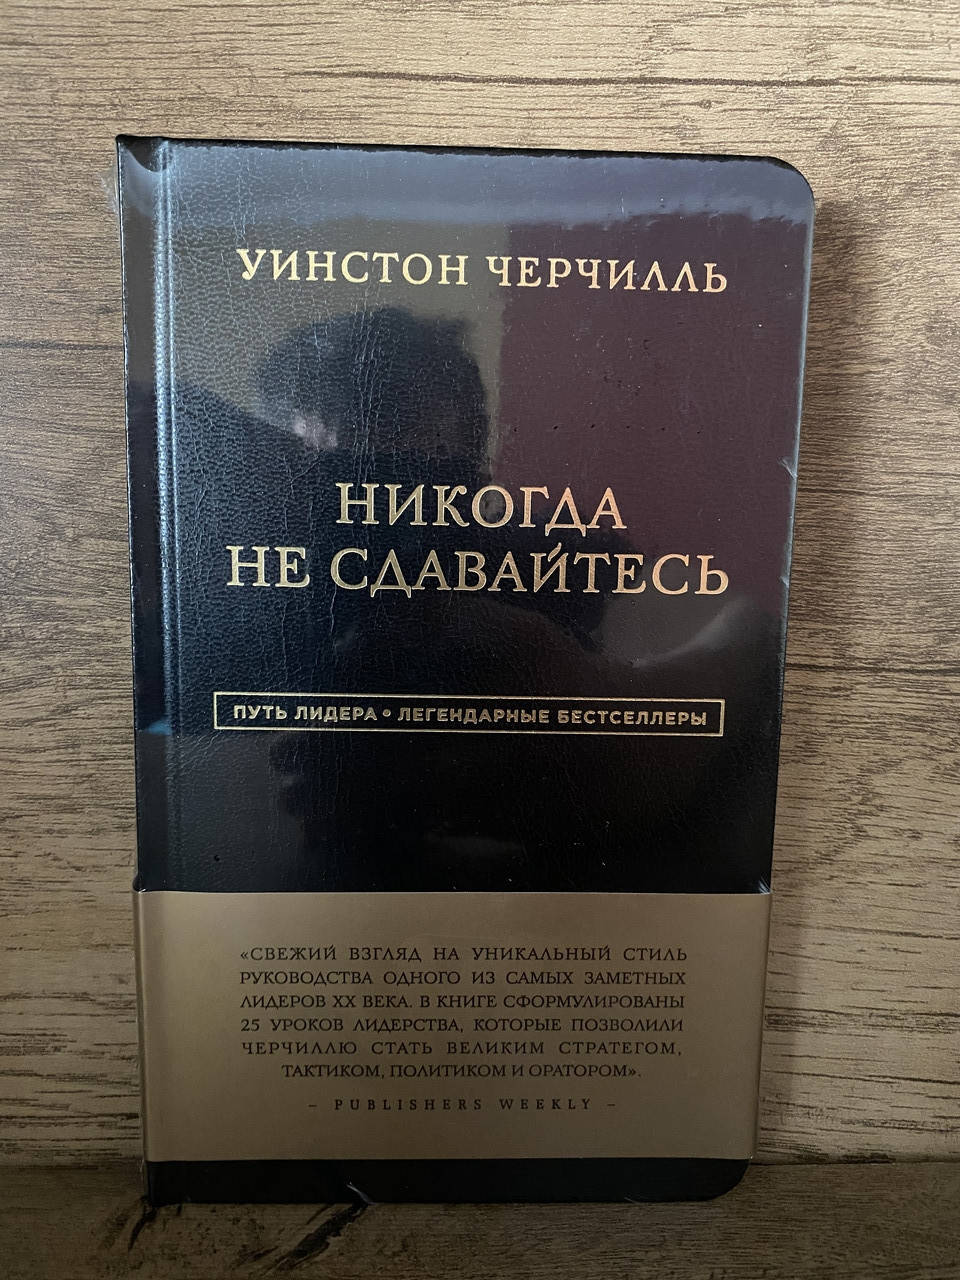 УИНСТОН ЧЕРЧИЛЛЬ
НИКОГДА
НЕ СДАВАЙТЕСЬ
ПУТЬ ЛИДЕРА • ЛЕГЕНДАРНЫЕ БЕСТСЕЛЛЕРЫ
«СВЕЖИЙ ВЗГЛЯД НА УНИКАЛЬНЫЙ СТИЛЬ
РУКОВОДСТВА ОДНОГО ИЗ САМЫХ ЗАМЕТНЫХ
ЛИДЕРОВ XX ВЕКА. В КНИГЕ СФОРМУЛИРОВАНЫ
25 УРОКОВ ЛИДЕРСТВА, КОТОРЫЕ ПОЗВОЛИЛИ
ЧЕРЧИЛЛЮ СТАТЬ ВЕЛИКИМ СТРАТЕГОМ,
ТАКТИКОМ, ПОЛИТИКОМ И ОРАТОРОМ».
– PUBLISHERS WEEKLY –